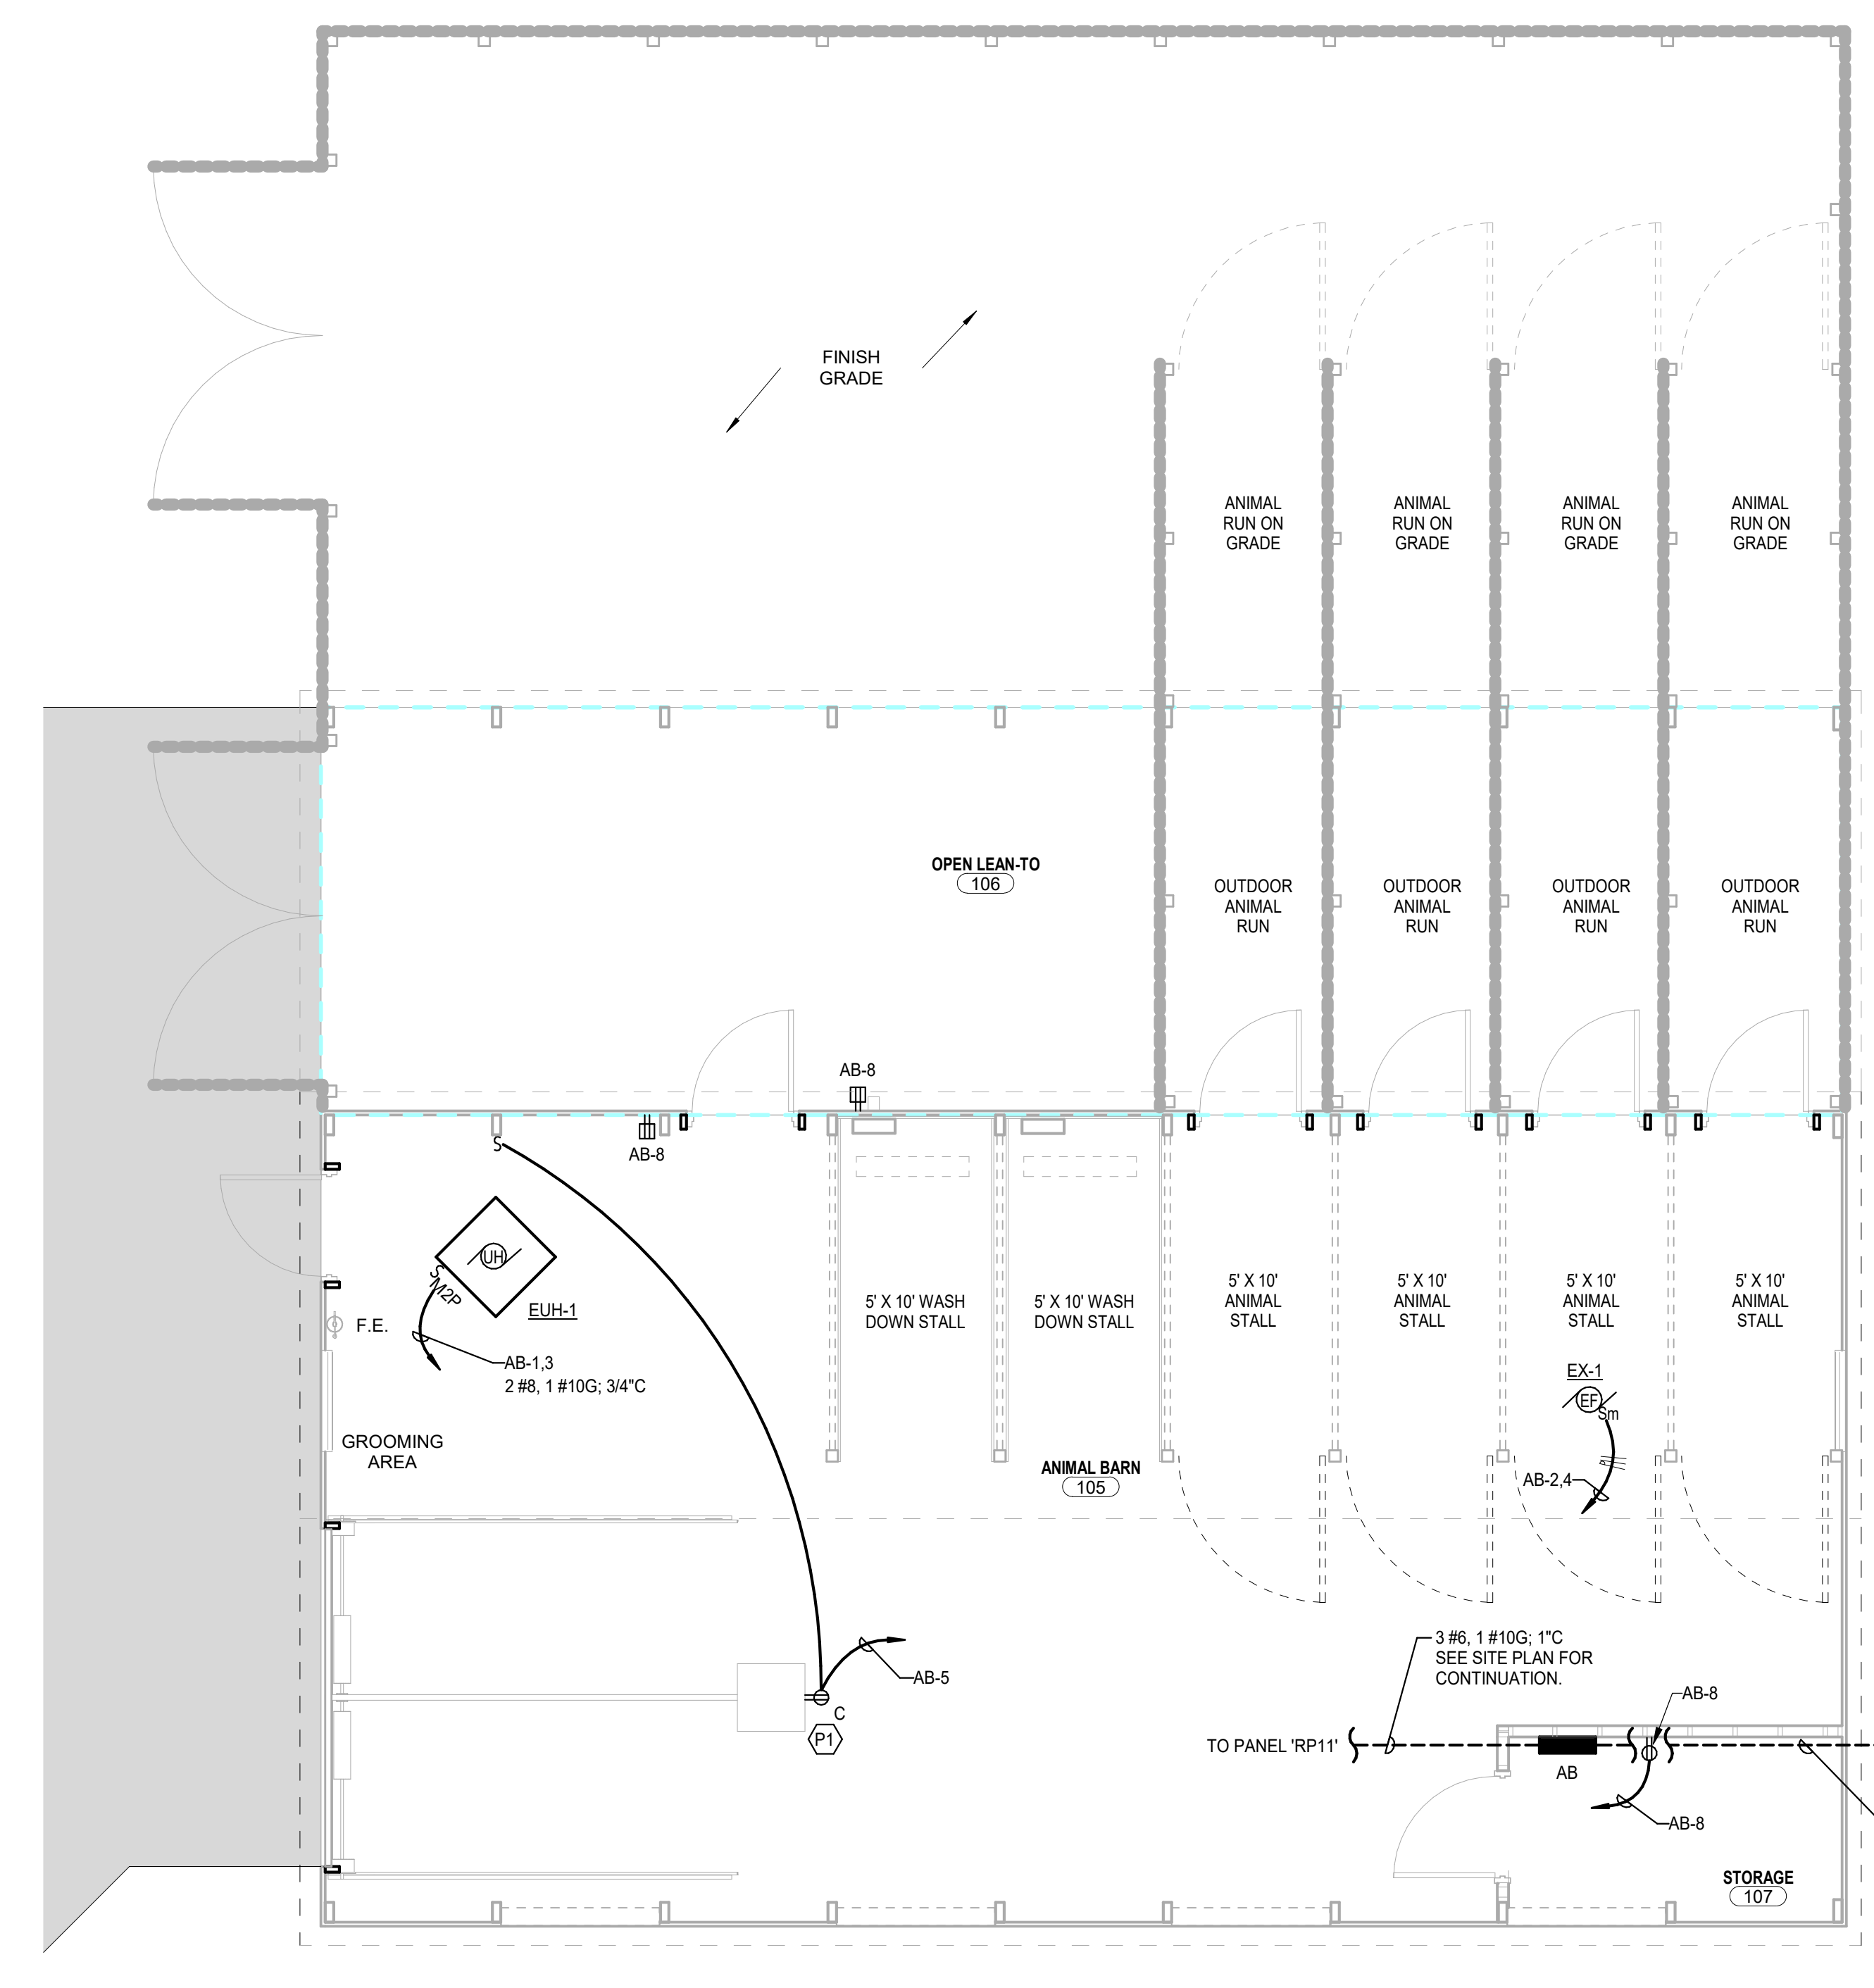 FINISH
GRADE
ANIMAL
RUN ON
GRADE
ANIMAL
RUN ON
GRADE
ANIMAL
RUN ON
GRADE
ANIMAL
RUN ON
GRADE
OPEN LEAN-TO
106
OUTDOOR
ANIMAL
RUN
OUTDOOR
ANIMAL
RUN
OUTDOOR
ANIMAL
RUN
OUTDOOR
ANIMAL
RUN
AB-8
AB-8
S
UH
S
M2P
EUH-1
F.E.
AB-1,3
2 #8, 1 #10G; 3/4"C
GROOMING
AREA
5' X 10' WASH
DOWN STALL
5' X 10' WASH
DOWN STALL
5' X 10'
ANIMAL
STALL
5' X 10'
ANIMAL
STALL
5' X 10'
ANIMAL
STALL
5' X 10'
ANIMAL
STALL
EX-1
EF
Sm
AB-2,4
ANIMAL BARN
105
3 #6, 1 #10G; 1"C
SEE SITE PLAN FOR
CONTINUATION.
AB-5
C
P1
AB-8
TO PANEL 'RP11'
AB
AB-8
STORAGE
107